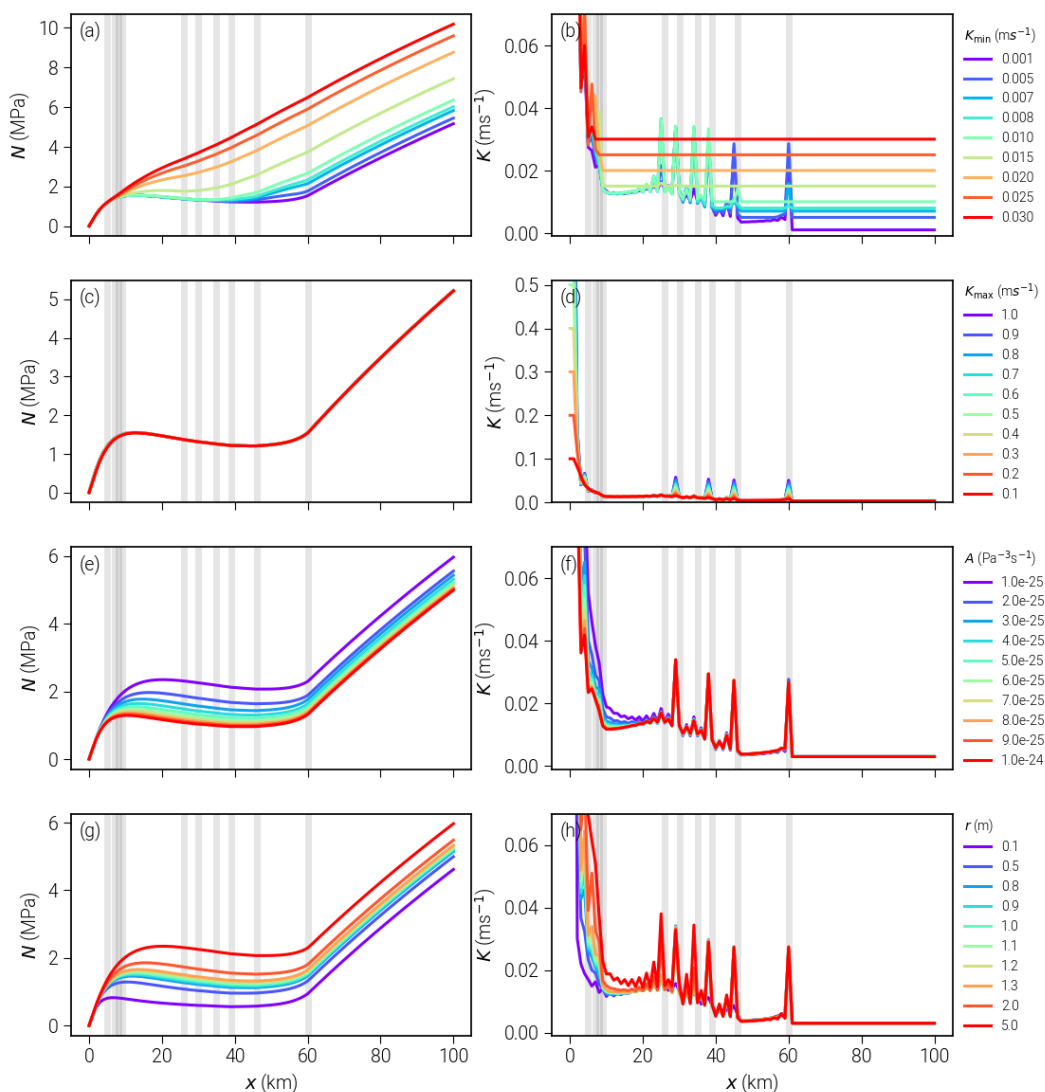 (a)
N (MPa)
10
8
6
4
2
0
(b)
K (ms⁻¹)
0.06
0.04
0.02
0.00
K_min (ms⁻¹)
0.001
0.005
0.007
0.008
0.010
0.015
0.020
0.025
0.030
(c)
N (MPa)
5
4
3
2
1
0
(d)
K (ms⁻¹)
0.5
0.4
0.3
0.2
0.1
0.0
K_max (ms⁻¹)
1.0
0.9
0.8
0.7
0.6
0.5
0.4
0.3
0.2
0.1
(e)
N (MPa)
6
4
2
0
(f)
K (ms⁻¹)
0.06
0.04
0.02
0.00
A (Pa⁻³s⁻¹)
1.0e-25
2.0e-25
3.0e-25
4.0e-25
5.0e-25
6.0e-25
7.0e-25
8.0e-25
9.0e-25
1.0e-24
(g)
N (MPa)
6
4
2
0
0 20 40 60 80 100
x (km)
(h)
K (ms⁻¹)
0.06
0.04
0.02
0.00
0 20 40 60 80 100
x (km)
r (m)
0.1
0.5
0.8
0.9
1.0
1.1
1.2
1.3
2.0
5.0